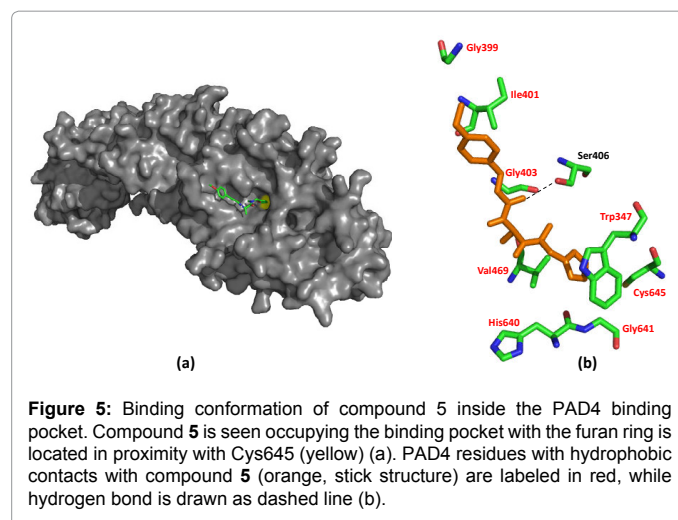 Gly399
Ile401
Gly403
Ser406
Trp347
Val469
Cys645
His640
Gly641
(a)
(b)
Figure 5: Binding conformation of compound 5 inside the PAD4 binding
pocket. Compound 5 is seen occupying the binding pocket with the furan ring is
located in proximity with Cys645 (yellow) (a). PAD4 residues with hydrophobic
contacts with compound 5 (orange, stick structure) are labeled in red, while
hydrogen bond is drawn as dashed line (b).